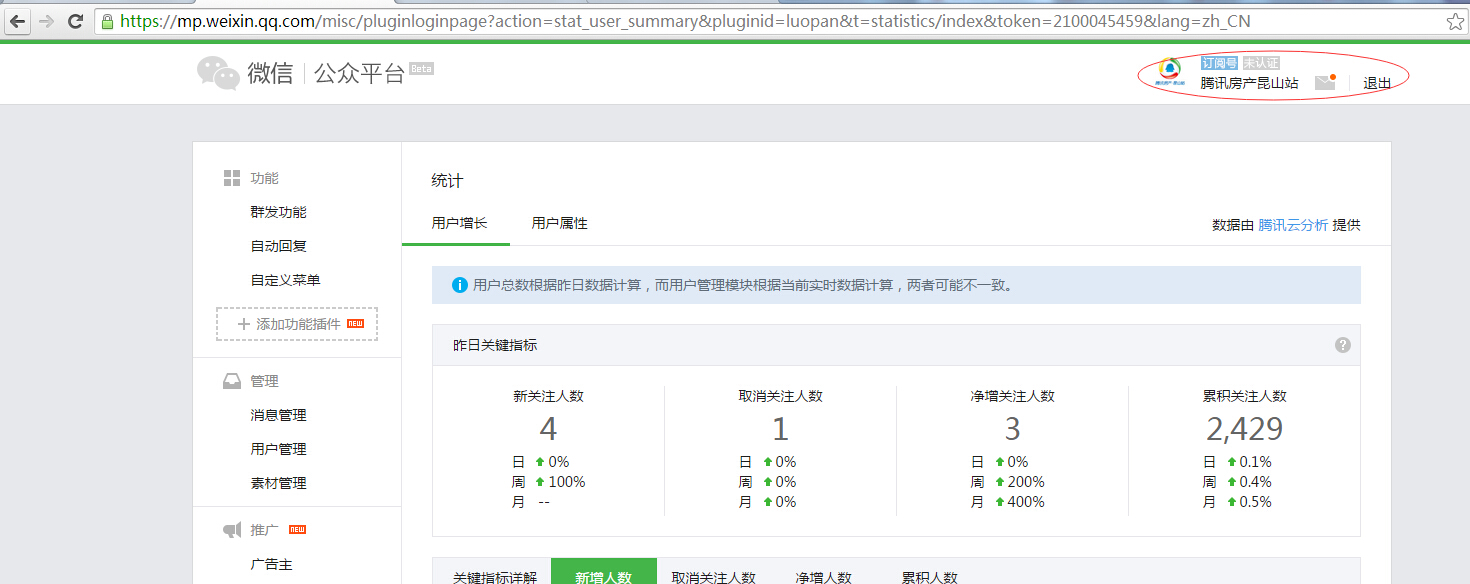 https://mp.weixin.qq.com/misc/pluginloginpage?action=stat_user_summary&pluginid=luopan&t=statistics/index&token=2100045459&lang=zh_CN
微信 | 公众平台 Beta
订阅号 未认证
腾讯房产昆山站 退出
功能
群发功能
自动回复
自定义菜单
添加功能插件 NEW
管理
消息管理
用户管理
素材管理
推广 NEW
广告主
统计
用户增长 用户属性 数据由 腾讯云分析 提供
用户总数根据昨日数据计算，而用户管理模块根据当前实时数据计算，两者可能不一致。
昨日关键指标 ?
新关注人数
4
日 0%
周 100%
月 --
取消关注人数
1
日 0%
周 0%
月 0%
净增关注人数
3
日 0%
周 200%
月 400%
累积关注人数
2,429
日 0.1%
周 0.4%
月 0.5%
关键指标详解 新增人数 取消关注人数 净增人数 累积人数